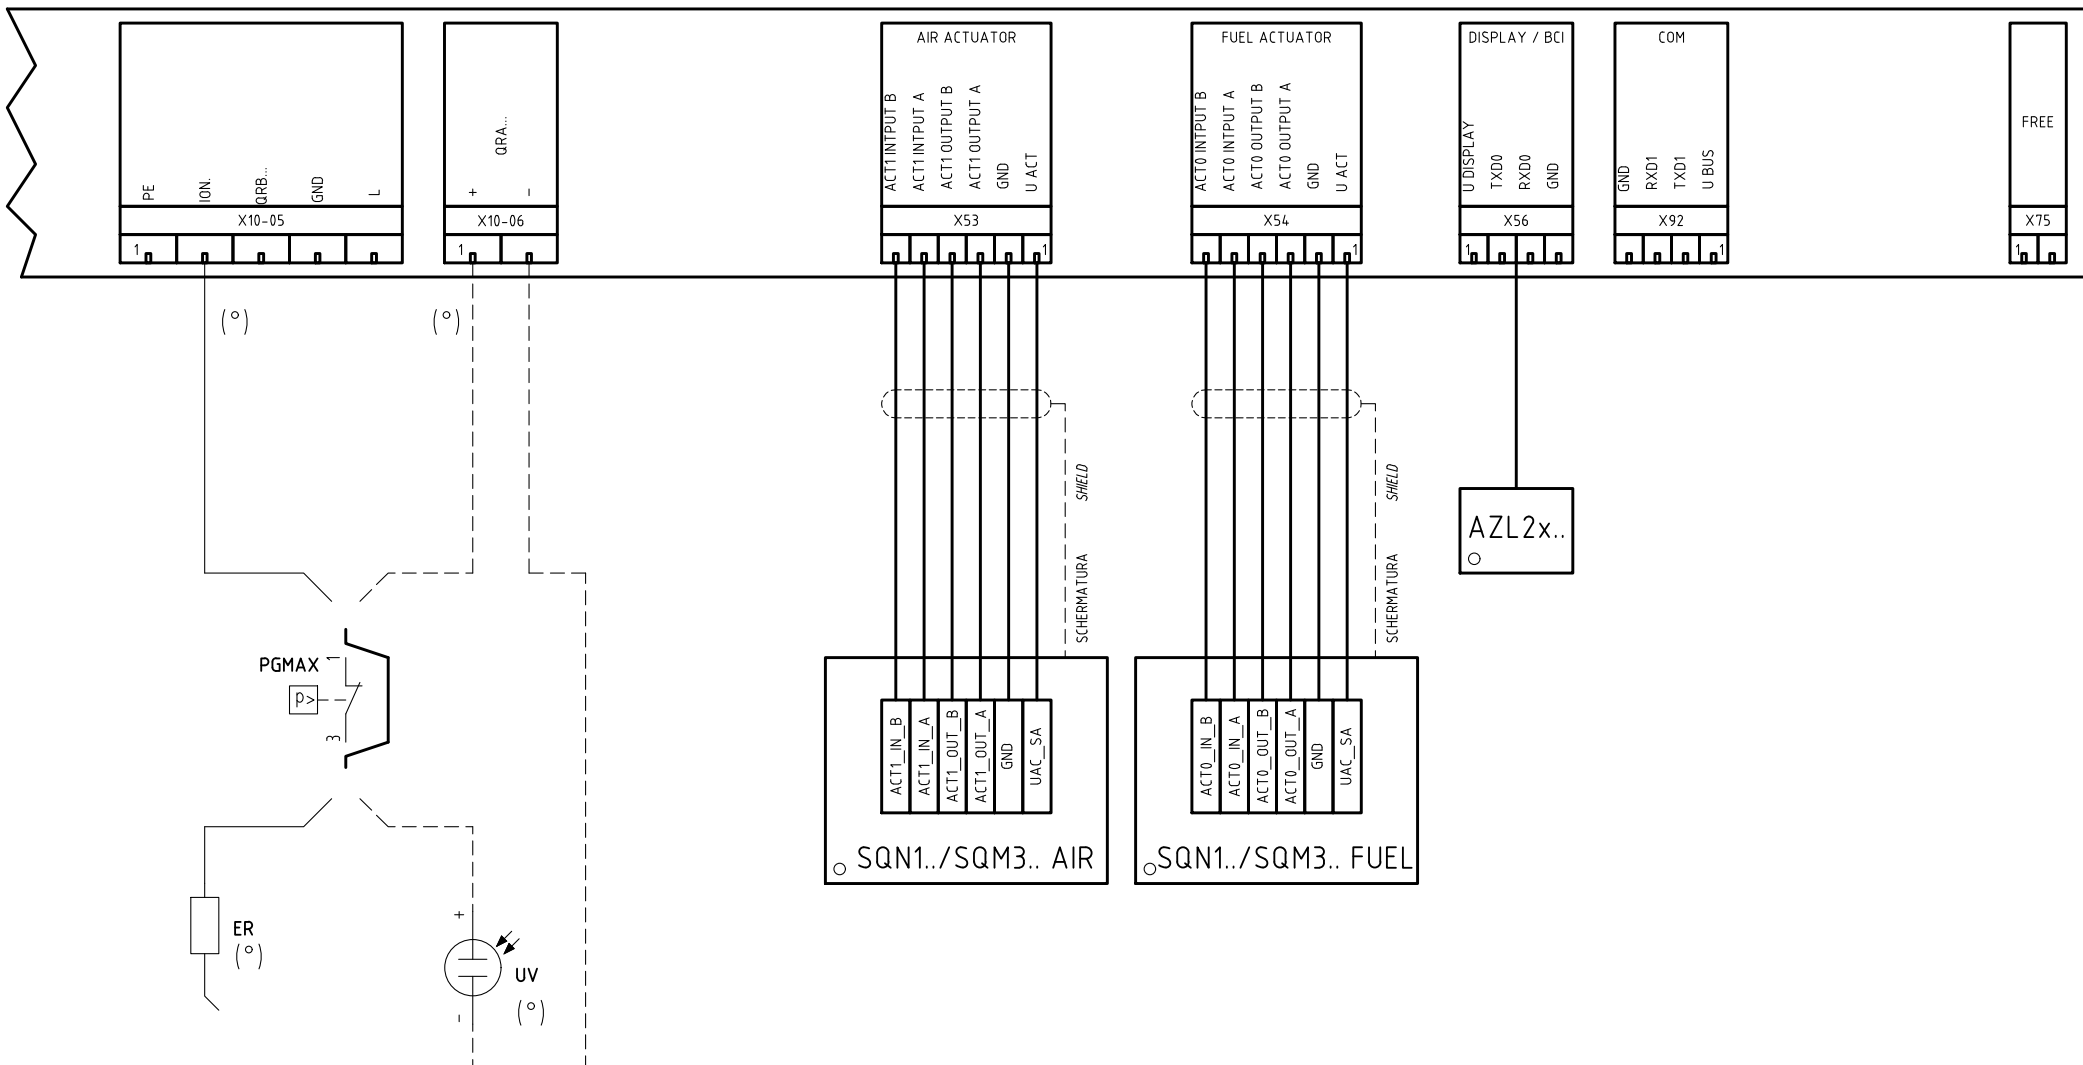 PE
ION.
QRB...
GND
L
X10-05
1
QRA...
+
-
X10-06
1
AIR ACTUATOR
ACT1 INTPUT B
ACT1 INTPUT A
ACT1 OUTPUT B
ACT1 OUTPUT A
GND
U ACT
X53
1
FUEL ACTUATOR
ACT0 INTPUT B
ACT0 INTPUT A
ACT0 OUTPUT B
ACT0 OUTPUT A
GND
U ACT
X54
1
DISPLAY / BCI
U DISPLAY
TXD0
RXD0
GND
X56
1
COM
GND
RXD1
TXD1
U BUS
X92
1
FREE
X75
1
(°)
(°)
SCHERMATURA SHIELD
SCHERMATURA SHIELD
AZL2x..
PGMAX
1
p>
3
ACT1_IN_B
ACT1_IN_A
ACT1_OUT_B
ACT1_OUT_A
GND
UAC_SA
SQN1../SQM3.. AIR
ACT0_IN_B
ACT0_IN_A
ACT0_OUT_B
ACT0_OUT_A
GND
UAC_SA
SQN1../SQM3.. FUEL
ER
(°)
+
UV
(°)
-